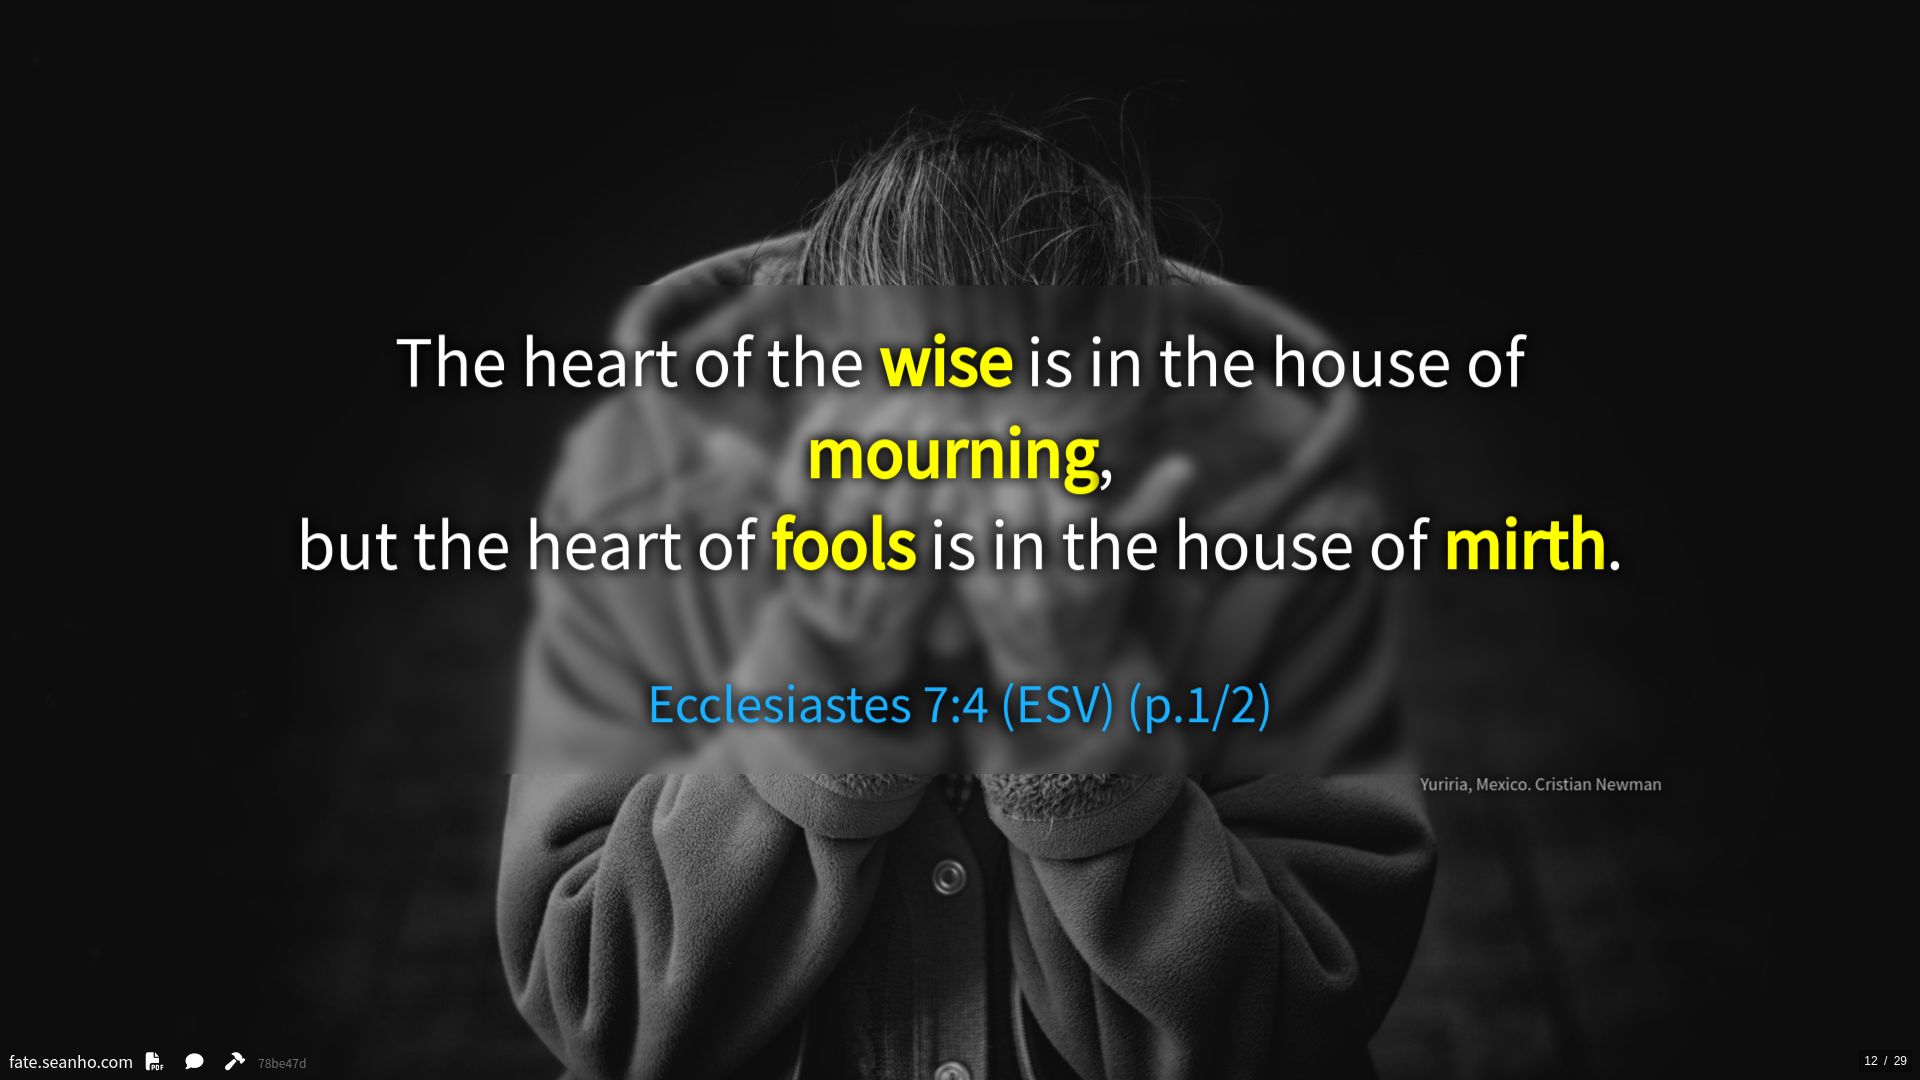 The heart of the wise is in the house of
mourning,
but the heart of fools is in the house of mirth.
Ecclesiastes 7:4 (ESV) (p.1/2)
Yuriria, Mexico. Cristian Newman
fate.seanho.com PDF 78be47d
12 / 29